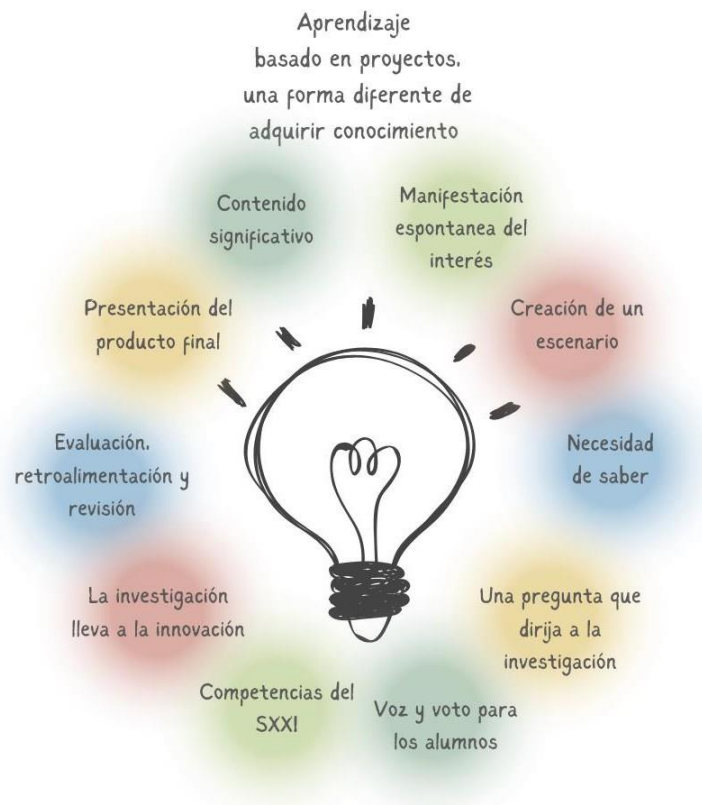 Aprendizaje
basado en proyectos,
una forma diferente de
adquirir conocimiento
Contenido
significativo
Manifestación
espontanea del
interés
Presentación del
producto final
Creación de un
escenario
Evaluación,
retroalimentación y
revisión
Necesidad
de saber
La investigación
lleva a la innovación
Una pregunta que
dirija a la
investigación
Competencias del
SXXI
Voz y voto para
los alumnos